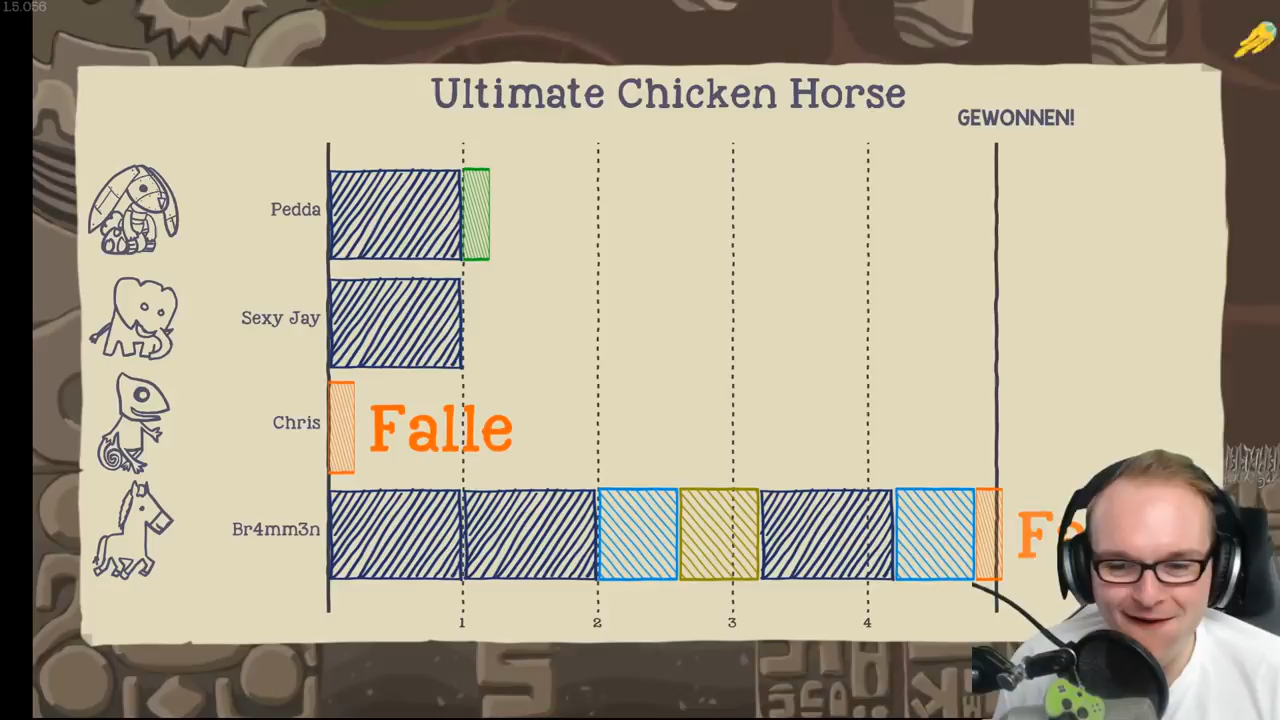 1.5.056
Ultimate Chicken Horse
GEWONNEN!
Pedda
Sexy Jay
Chris
Falle
Br4mm3n
1 2 3 4